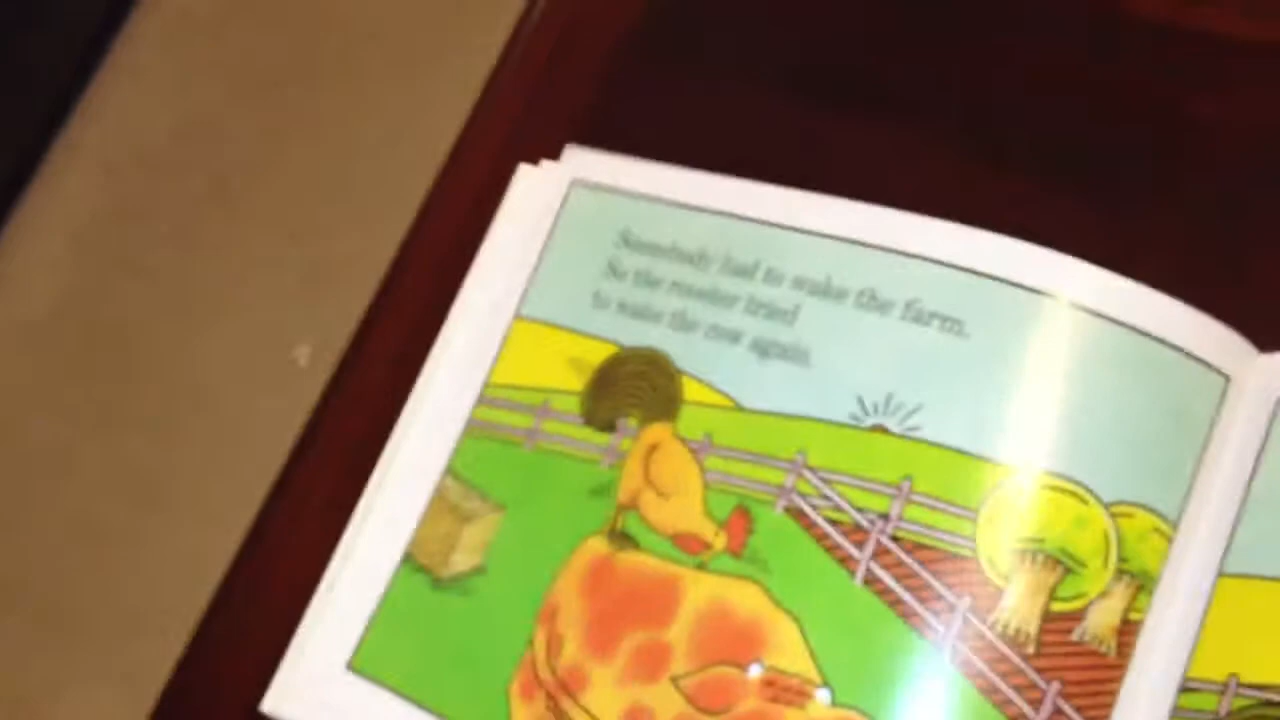 Somebody had to wake the farm.
So the rooster tried
to wake the cow again.